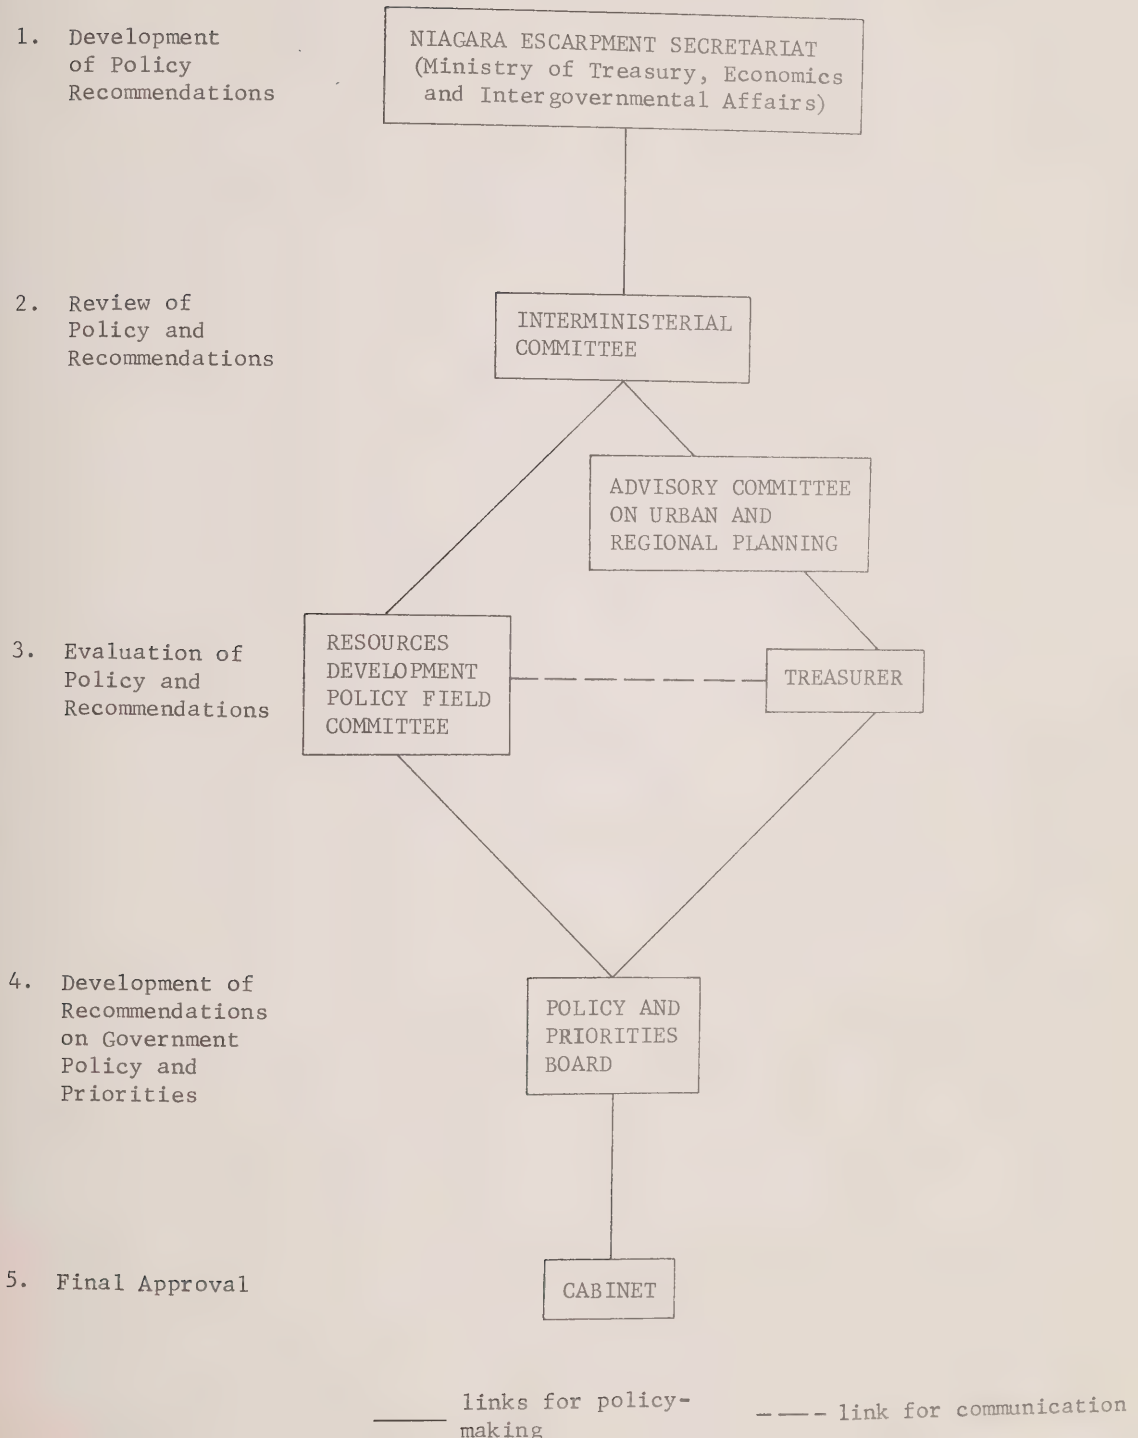 1. Development
of Policy
Recommendations
NIAGARA ESCARPMENT SECRETARIAT
(Ministry of Treasury, Economics
and Intergovernmental Affairs)
2. Review of
Policy and
Recommendations
INTERMINISTERIAL
COMMITTEE
ADVISORY COMMITTEE
ON URBAN AND
REGIONAL PLANNING
3. Evaluation of
Policy and
Recommendations
RESOURCES
DEVELOPMENT
POLICY FIELD
COMMITTEE
TREASURER
4. Development of
Recommendations
on Government
Policy and
Priorities
POLICY AND
PRIORITIES
BOARD
5. Final Approval
CABINET
links for policy-
making
link for communication